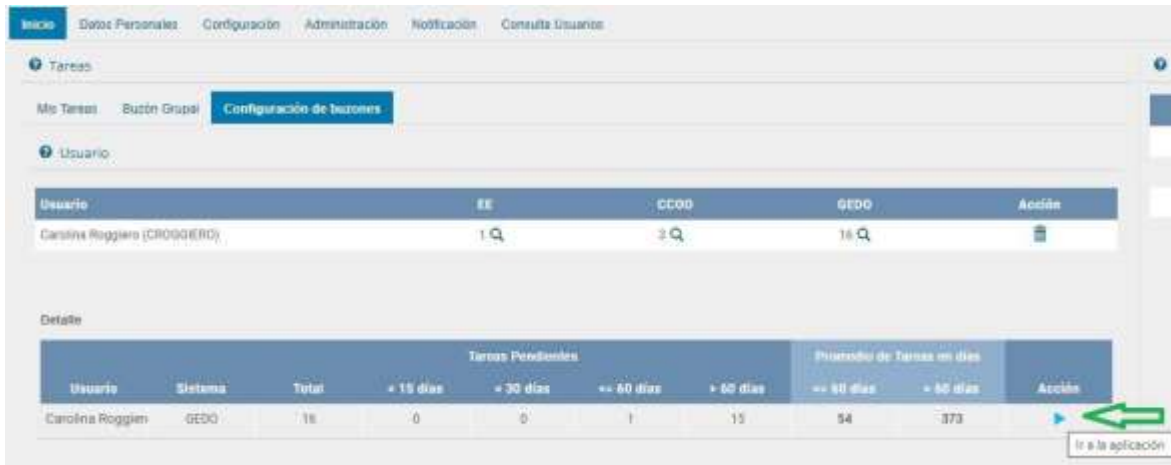 Inicio Datos Personales Configuración Administración Notificación Consulta Usuarios
Tareas
Mis Tareas Buzón Grupal Configuración de buzones
Usuario
Usuario EE CCOO GEDO Acción
Carolina Roggiero (CROGGIERO) 1 16
Detalle
Tareas Pendientes Promedio de Tareas en días
Usuario Sistema Total < 15 días < 30 días <= 60 días > 60 días <= 60 días > 60 días Acción
Carolina Roggien GEDO 16 0 0 1 15 54 373
Ir a la aplicación